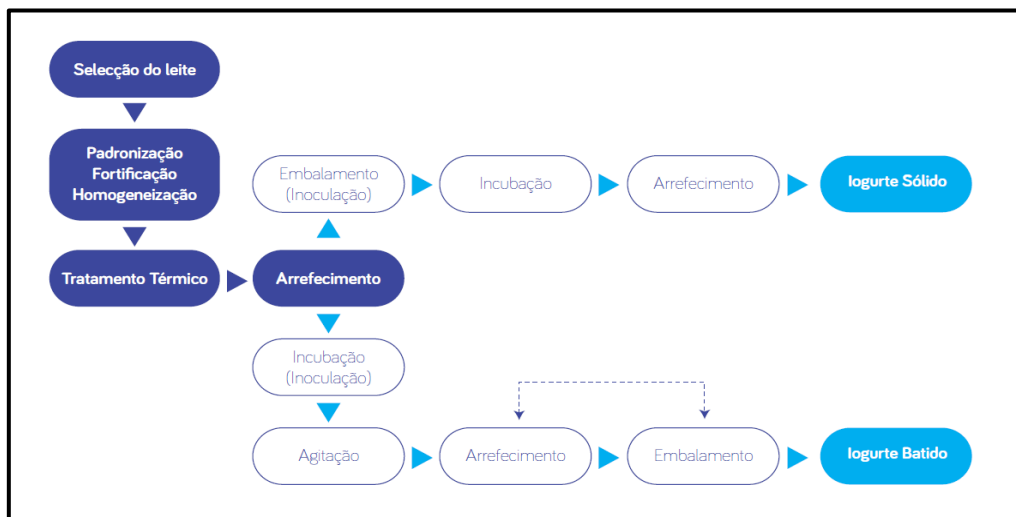 Selecção do leite
Padronização
Fortificação
Homogeneização
Tratamento Térmico
Arrefecimento
Embalamento
(Inoculação)
Incubação
Arrefecimento
Iogurte Sólido
Incubação
(Inoculação)
Agitação
Arrefecimento
Embalamento
Iogurte Batido